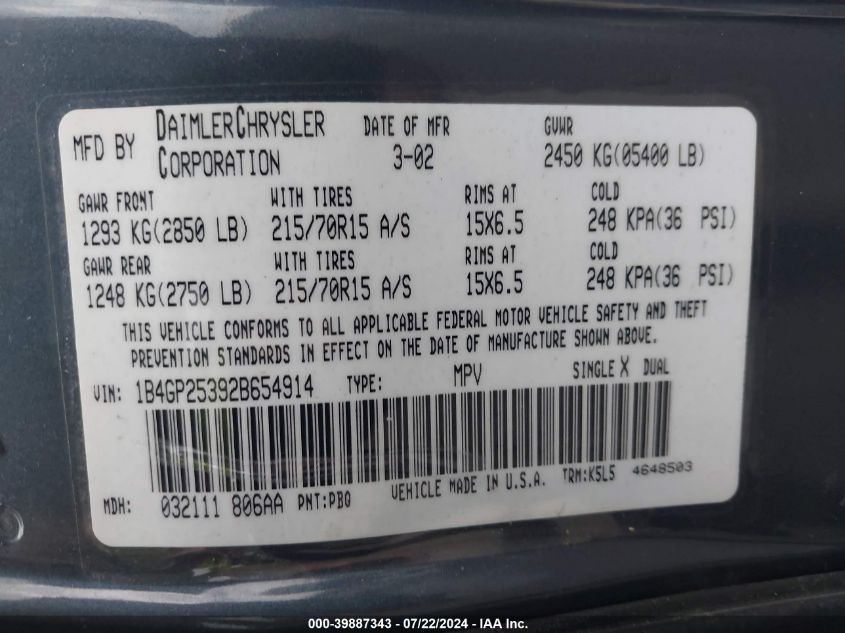 MFD BY DAIMLERCHRYSLER CORPORATION
DATE OF MFR 3-02
GVWR 2450 KG(05400 LB)
GAWR FRONT WITH TIRES RIMS AT COLD
1293 KG(2850 LB) 215/70R15 A/S 15X6.5 248 KPA(36 PSI)
GAWR REAR WITH TIRES RIMS AT COLD
1248 KG(2750 LB) 215/70R15 A/S 15X6.5 248 KPA(36 PSI)
THIS VEHICLE CONFORMS TO ALL APPLICABLE FEDERAL MOTOR VEHICLE SAFETY AND THEFT
PREVENTION STANDARDS IN EFFECT ON THE DATE OF MANUFACTURE SHOWN ABOVE.
VIN: 1B4GP25392B654914 TYPE: MPV SINGLE X DUAL
MDH: 032111 806AA PNT:PBQ VEHICLE MADE IN U.S.A. TRM:K5L5 4648503
000-39887343 - 07/22/2024 - IAA Inc.